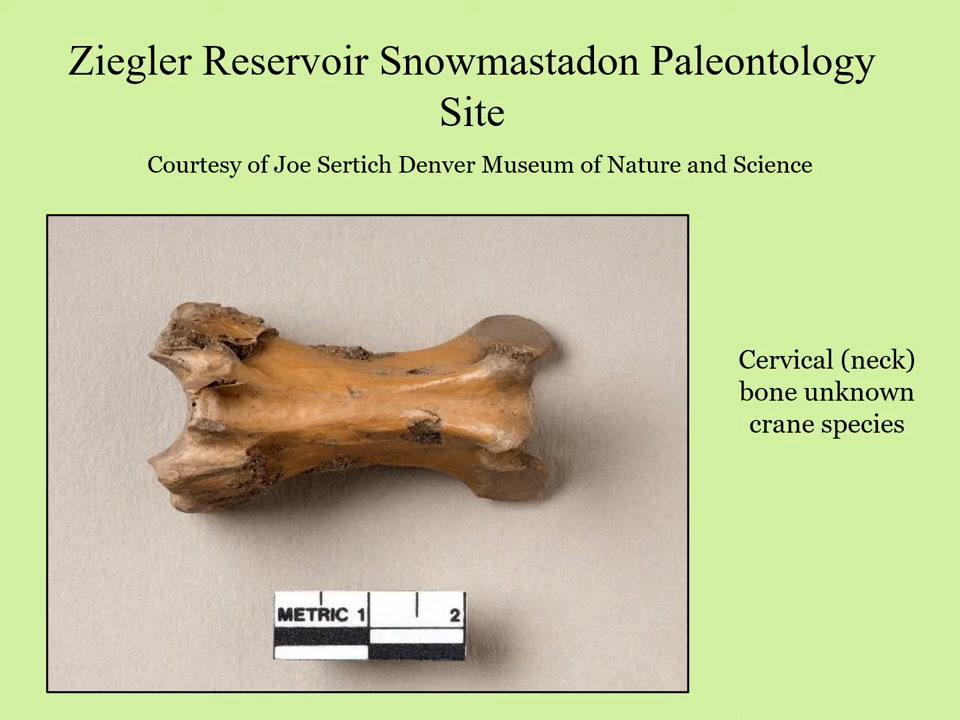 Ziegler Reservoir Snowmastadon Paleontology
Site
Courtesy of Joe Sertich Denver Museum of Nature and Science
Cervical (neck)
bone unknown
crane species
METRIC 1 2